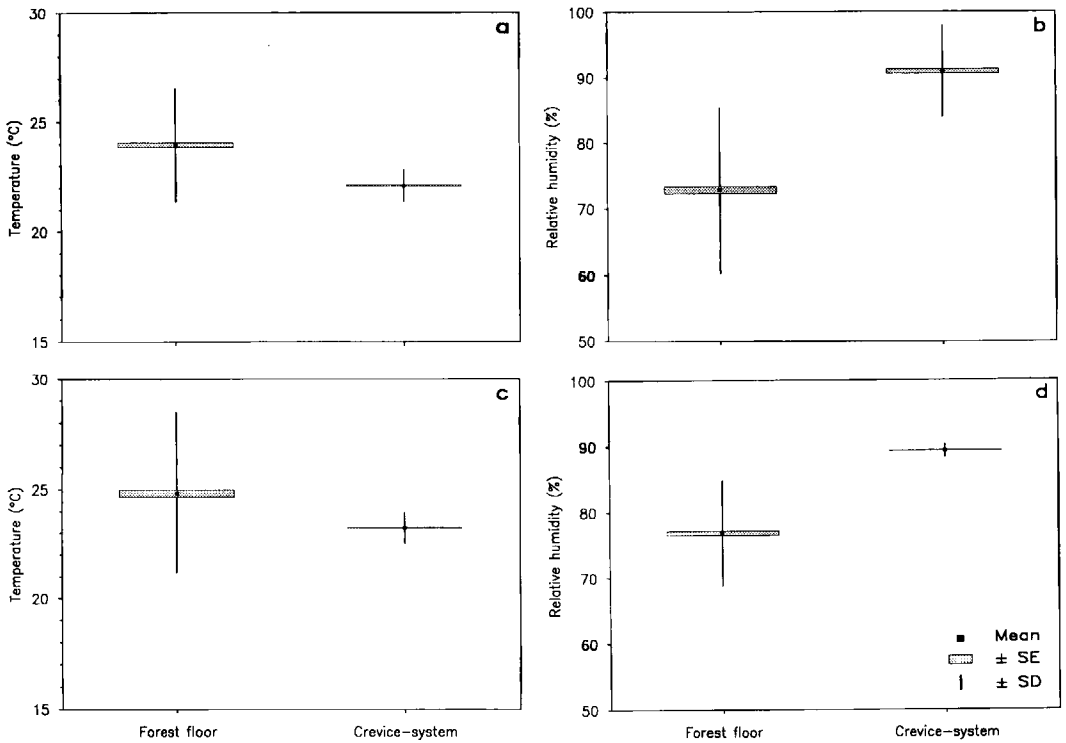 a
30
25
20
15
Temperature (°C)
b
100
90
80
70
60
50
Relative humidity (%)
c
30
25
20
15
Temperature (°C)
Forest floor
Crevice-system
d
100
90
80
70
60
50
Relative humidity (%)
Mean
± SE
± SD
Forest floor
Crevice-system